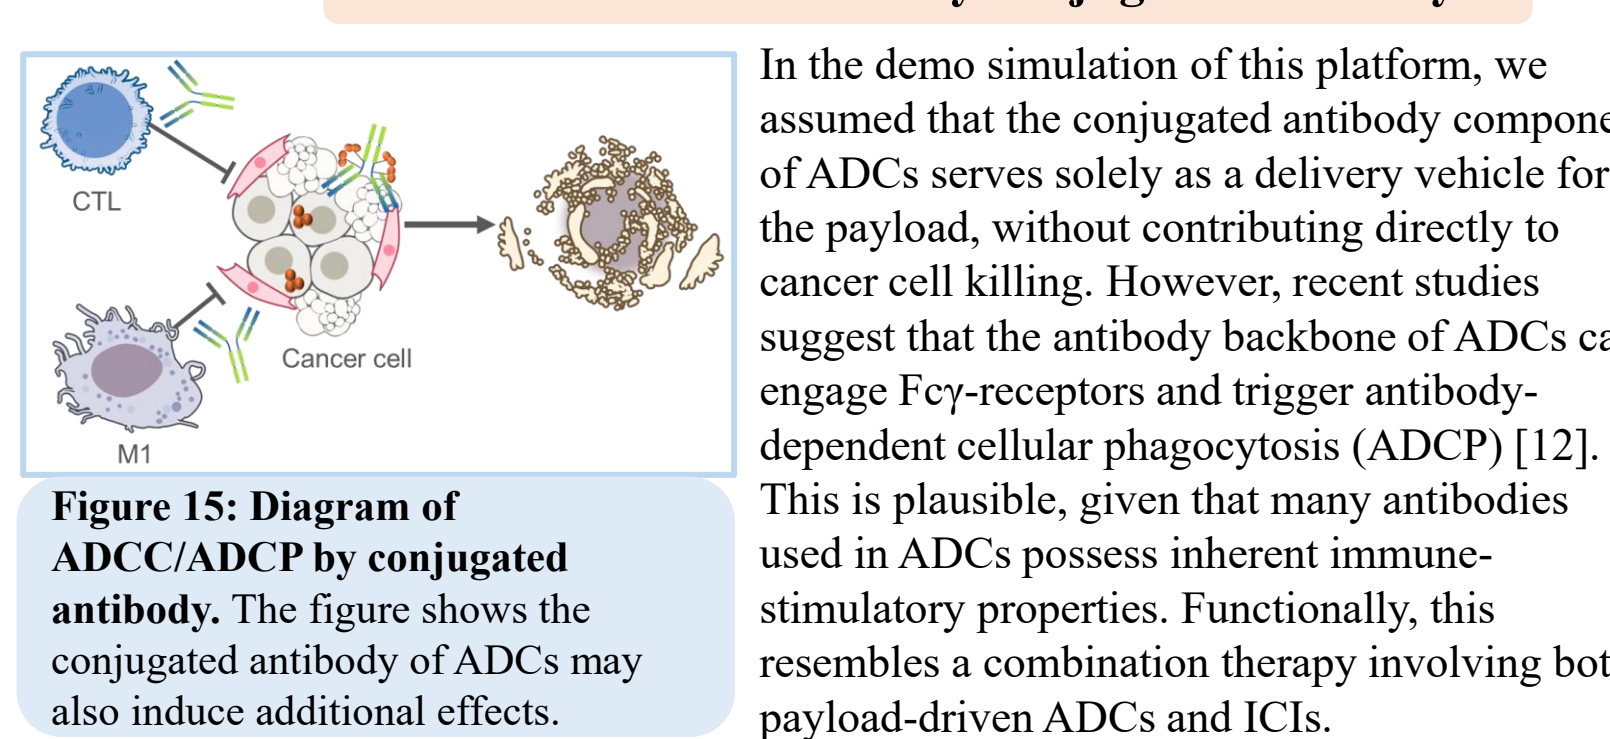 CTL
Cancer cell
M1
Figure 15: Diagram of
ADCC/ADCP by conjugated
antibody. The figure shows the
conjugated antibody of ADCs may
also induce additional effects.
In the demo simulation of this platform, we
assumed that the conjugated antibody compone
of ADCs serves solely as a delivery vehicle for
the payload, without contributing directly to
cancer cell killing. However, recent studies
suggest that the antibody backbone of ADCs ca
engage Fcγ-receptors and trigger antibody-
dependent cellular phagocytosis (ADCP) [12].
This is plausible, given that many antibodies
used in ADCs possess inherent immune-
stimulatory properties. Functionally, this
resembles a combination therapy involving bot
payload-driven ADCs and ICIs.